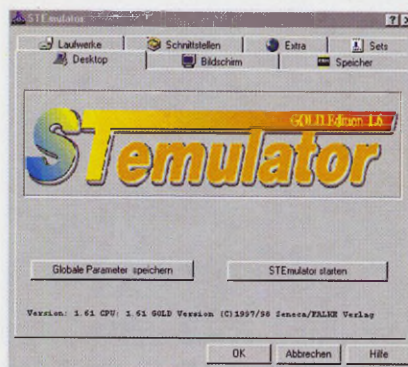 STEmulator
Laufwerke Schnittstellen Extra Sets
Desktop Bildschirm Speicher
GOLD Edition 1.6
STemulator
Globale Parameter speichern STEmulator starten
Version: 1.61 CPU: 1.61 GOLD Version (C)1997/98 Seneca/FALKE Verlag
OK Abbrechen Hilfe